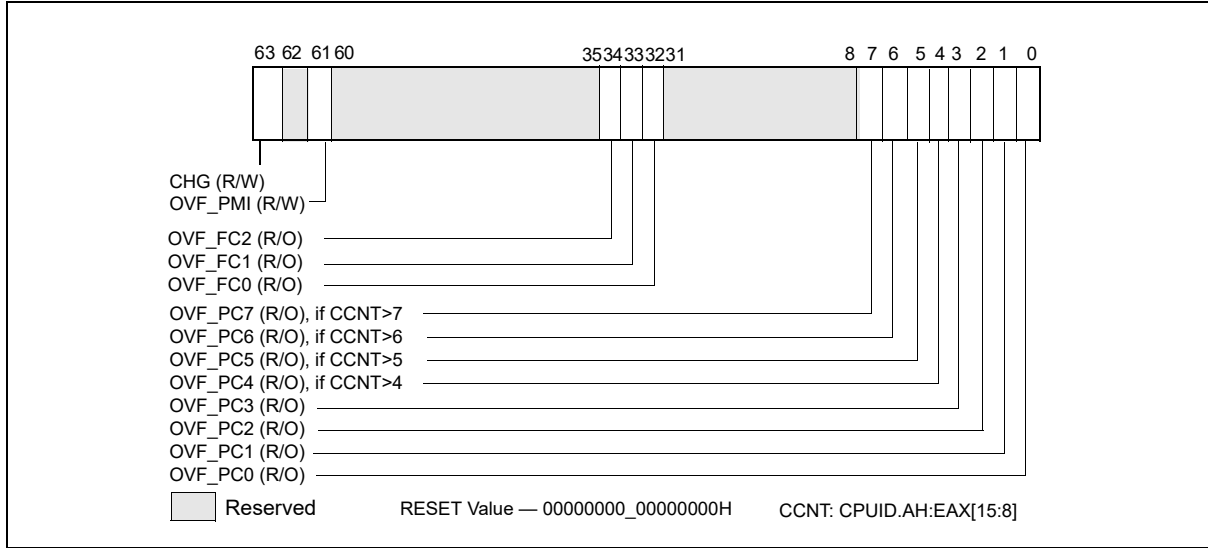 63 62 61 60 35 34 33 32 31 8 7 6 5 4 3 2 1 0
CHG (R/W)
OVF_PMI (R/W)
OVF_FC2 (R/O)
OVF_FC1 (R/O)
OVF_FC0 (R/O)
OVF_PC7 (R/O), if CCNT>7
OVF_PC6 (R/O), if CCNT>6
OVF_PC5 (R/O), if CCNT>5
OVF_PC4 (R/O), if CCNT>4
OVF_PC3 (R/O)
OVF_PC2 (R/O)
OVF_PC1 (R/O)
OVF_PC0 (R/O)
Reserved RESET Value — 00000000_00000000H CCNT: CPUID.AH:EAX[15:8]